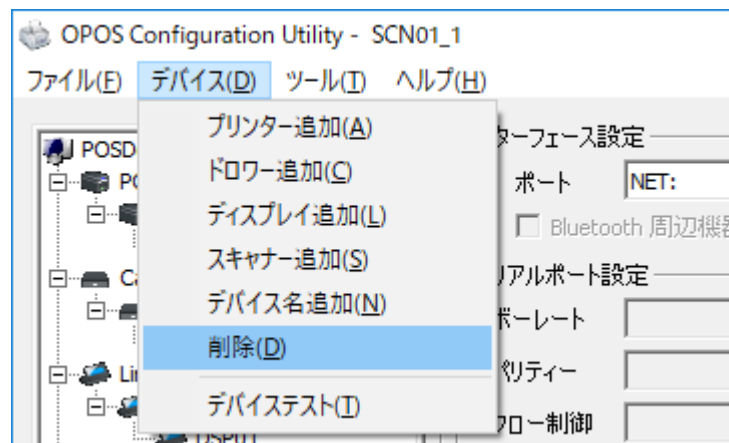 OPOS Configuration Utility - SCN01_1
ファイル(F) デバイス(D) ツール(T) ヘルプ(H)
プリンター追加(A)
ドロワー追加(C)
ディスプレイ追加(L)
スキャナー追加(S)
デバイス名追加(N)
削除(D)
デバイステスト(T)
POSD
PO
Ca
Li
DSP01
ターフェース設定
ポート NET:
Bluetooth 周辺機器
リアルポート設定
ボーレート
パリティー
フロー制御